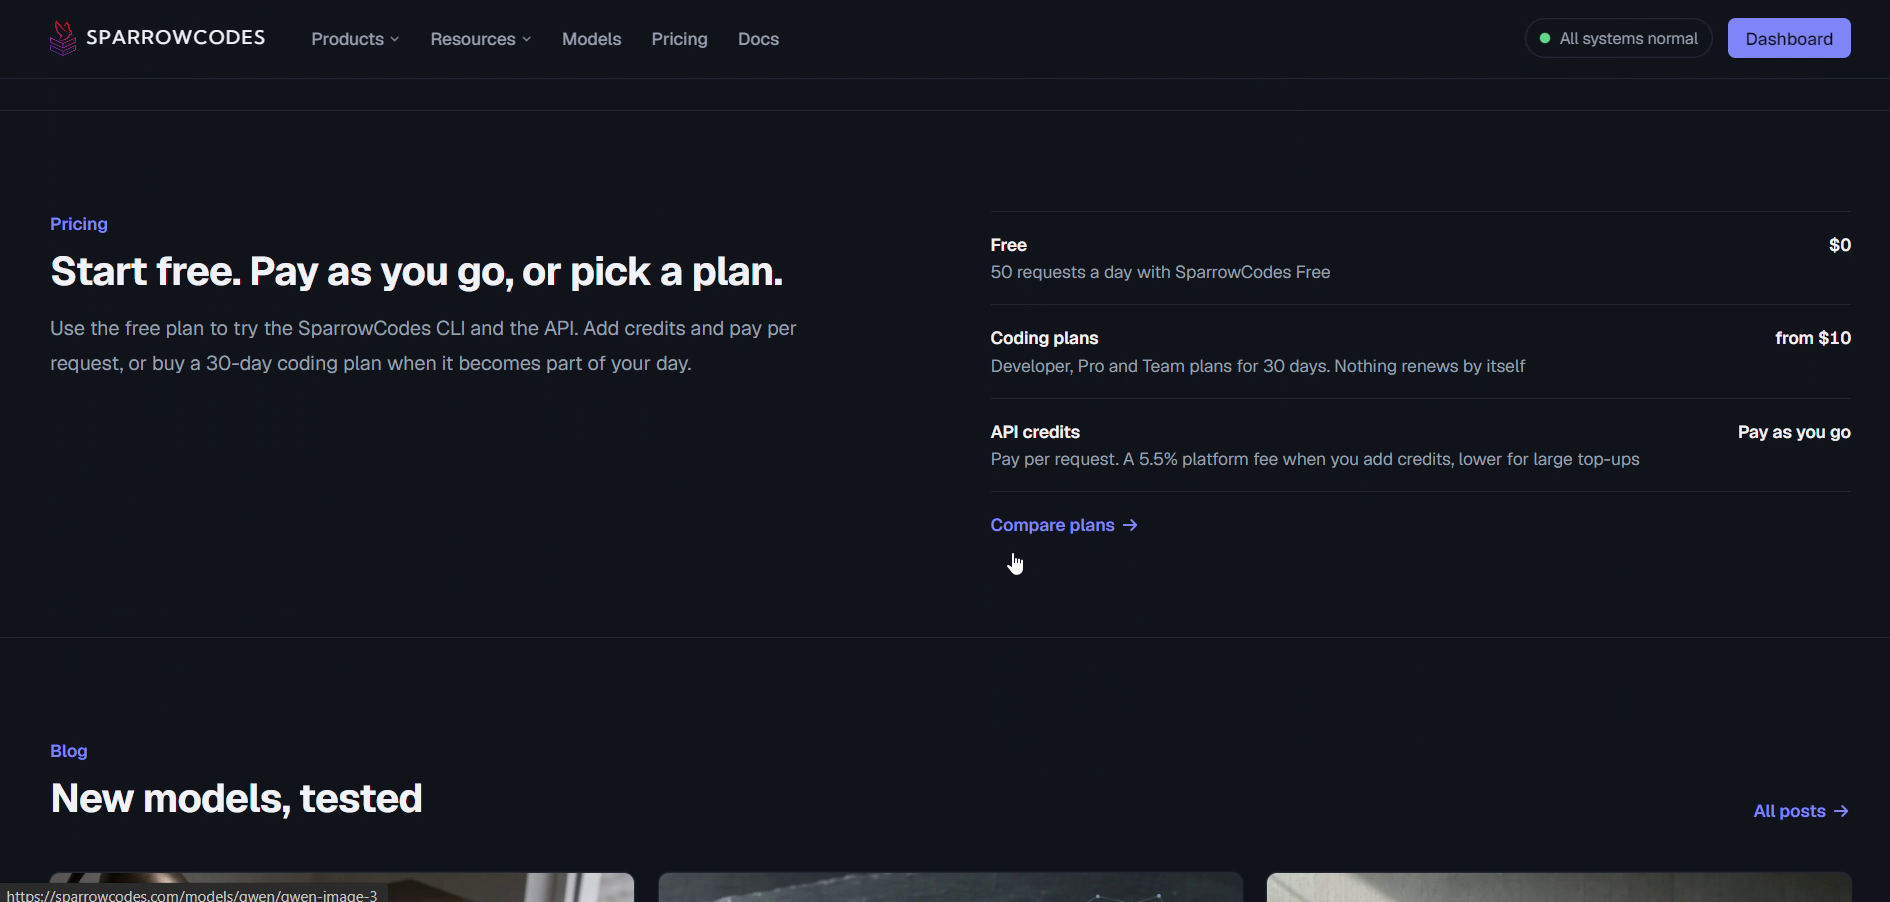 SPARROWCODES
Products
Resources
Models
Pricing
Docs
All systems normal
Dashboard
Pricing
Start free. Pay as you go, or pick a plan.
Use the free plan to try the SparrowCodes CLI and the API. Add credits and pay per
request, or buy a 30-day coding plan when it becomes part of your day.
Free
$0
50 requests a day with SparrowCodes Free
Coding plans
from $10
Developer, Pro and Team plans for 30 days. Nothing renews by itself
API credits
Pay as you go
Pay per request. A 5.5% platform fee when you add credits, lower for large top-ups
Compare plans →
Blog
New models, tested
All posts →
https://sparrowcodes.com/models/qwen/qwen-image-3